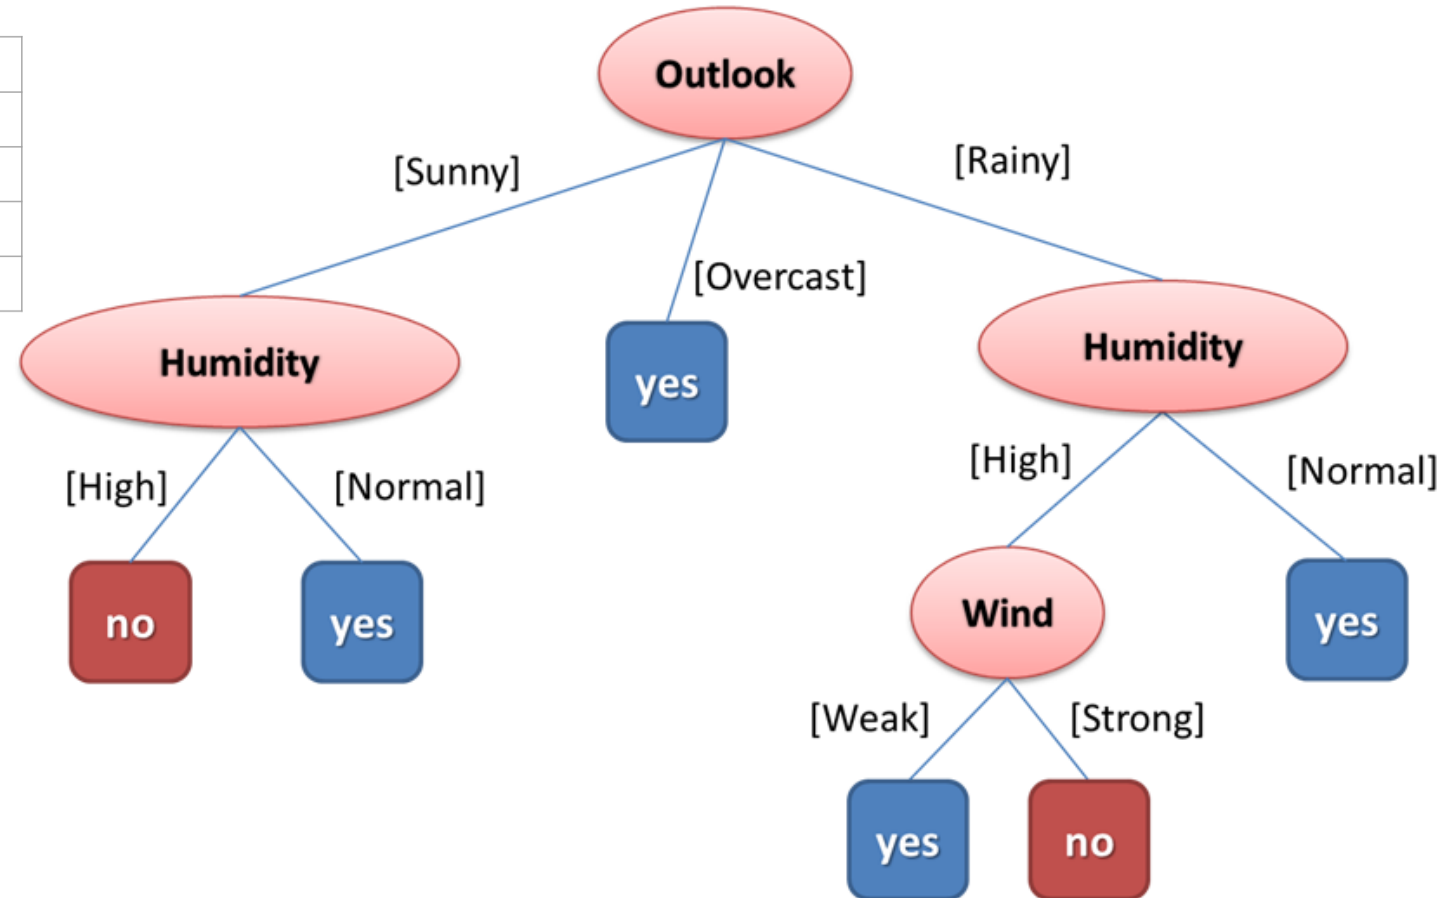 Outlook
[Sunny]
[Rainy]
[Overcast]
Humidity
yes
Humidity
[High]
[Normal]
[High]
[Normal]
no
yes
Wind
yes
[Weak]
[Strong]
yes
no